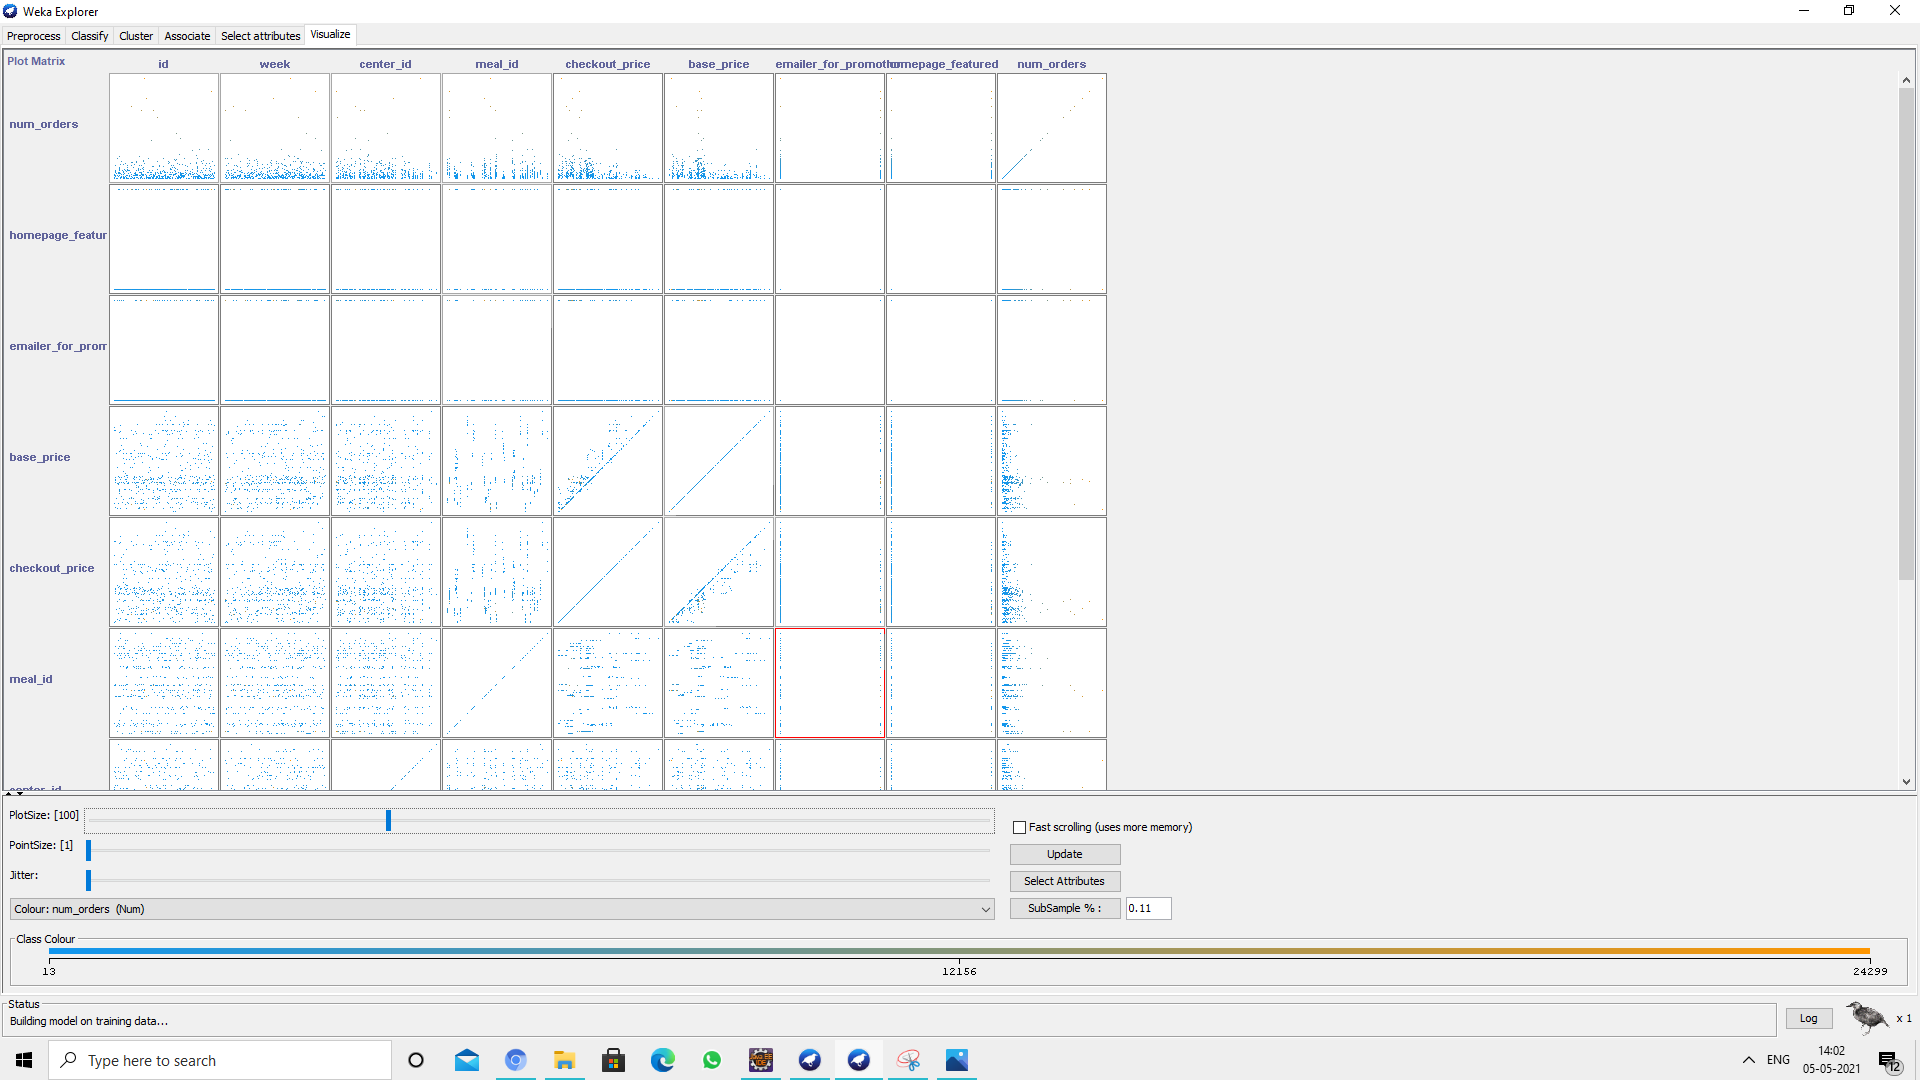 Weka Explorer
Preprocess Classify Cluster Associate Select attributes Visualize
Plot Matrix
id week center_id meal_id checkout_price base_price emailer_for_promotion homepage_featured num_orders
num_orders
homepage_featur
emailer_for_prom
base_price
checkout_price
meal_id
center_id
PlotSize: [100]
Fast scrolling (uses more memory)
PointSize: [1]
Update
Jitter:
Select Attributes
Colour: num_orders (Num)
SubSample % : 0.11
Class Colour
13 12156 24299
Status
Building model on training data...
Log x 1
Type here to search
ENG
14:02
05-05-2021
12